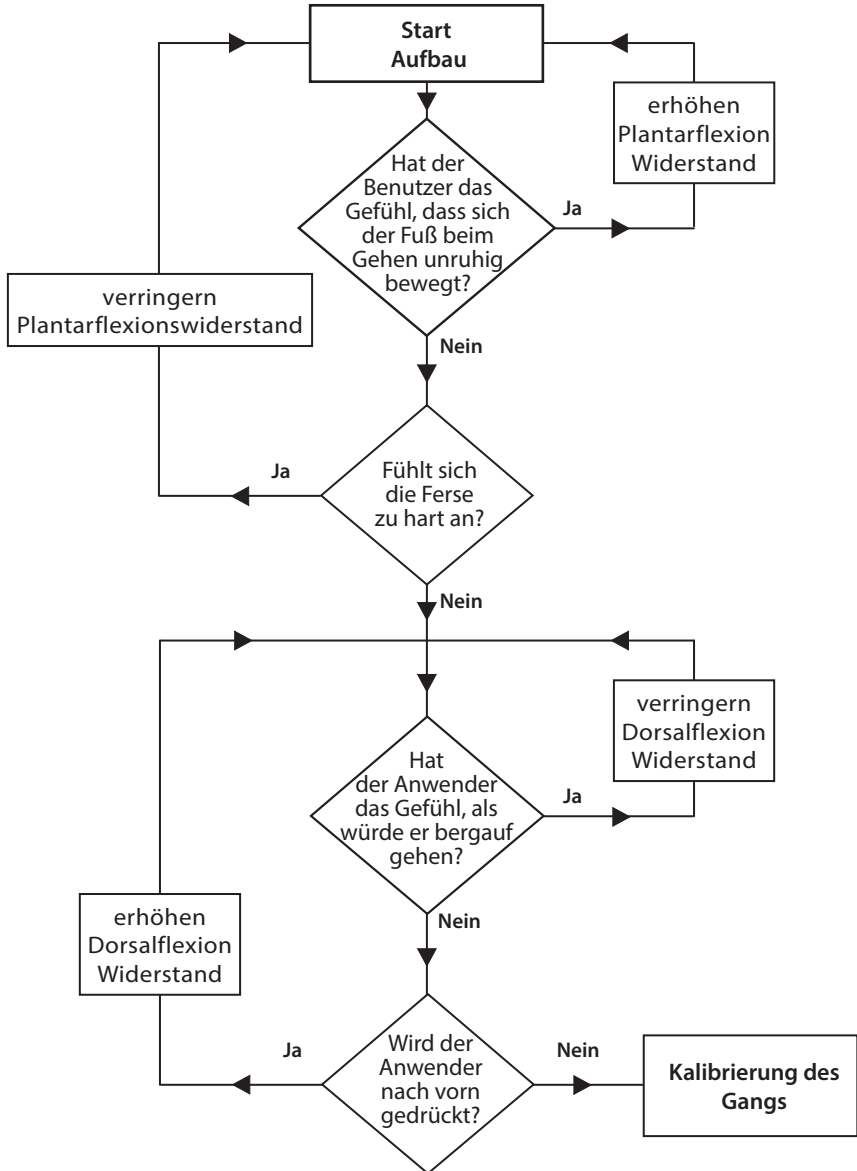 Start
Aufbau
erhöhen
Plantarflexion
Widerstand
Hat der
Benutzer das
Gefühl, dass sich
der Fuß beim
Gehen unruhig
bewegt?
Ja
verringern
Plantarflexionswiderstand
Nein
Ja
Fühlt sich
die Ferse
zu hart an?
Nein
verringern
Dorsalflexion
Widerstand
Hat
der Anwender
das Gefühl, als
würde er bergauf
gehen?
Ja
erhöhen
Dorsalflexion
Widerstand
Nein
Ja
Wird der
Anwender
nach vorn
gedrückt?
Nein
Kalibrierung des
Gangs